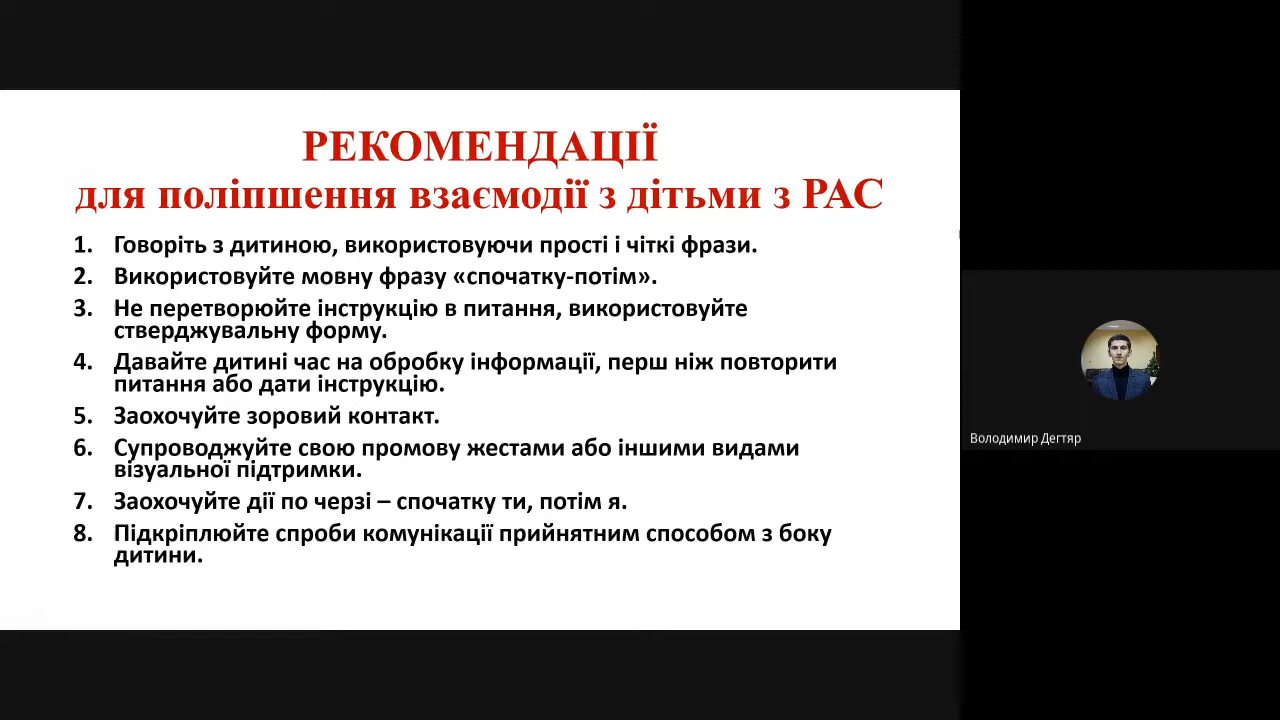 РЕКОМЕНДАЦІЇ
для поліпшення взаємодії з дітьми з РАС
1. Говоріть з дитиною, використовуючи прості і чіткі фрази.
2. Використовуйте мовну фразу «спочатку-потім».
3. Не перетворюйте інструкцію в питання, використовуйте
стверджувальну форму.
4. Давайте дитині час на обробку інформації, перш ніж повторити
питання або дати інструкцію.
5. Заохочуйте зоровий контакт.
6. Супроводжуйте свою промову жестами або іншими видами
візуальної підтримки.
7. Заохочуйте дії по черзі – спочатку ти, потім я.
8. Підкріплюйте спроби комунікації прийнятним способом з боку
дитини.
Володимир Дегтяр